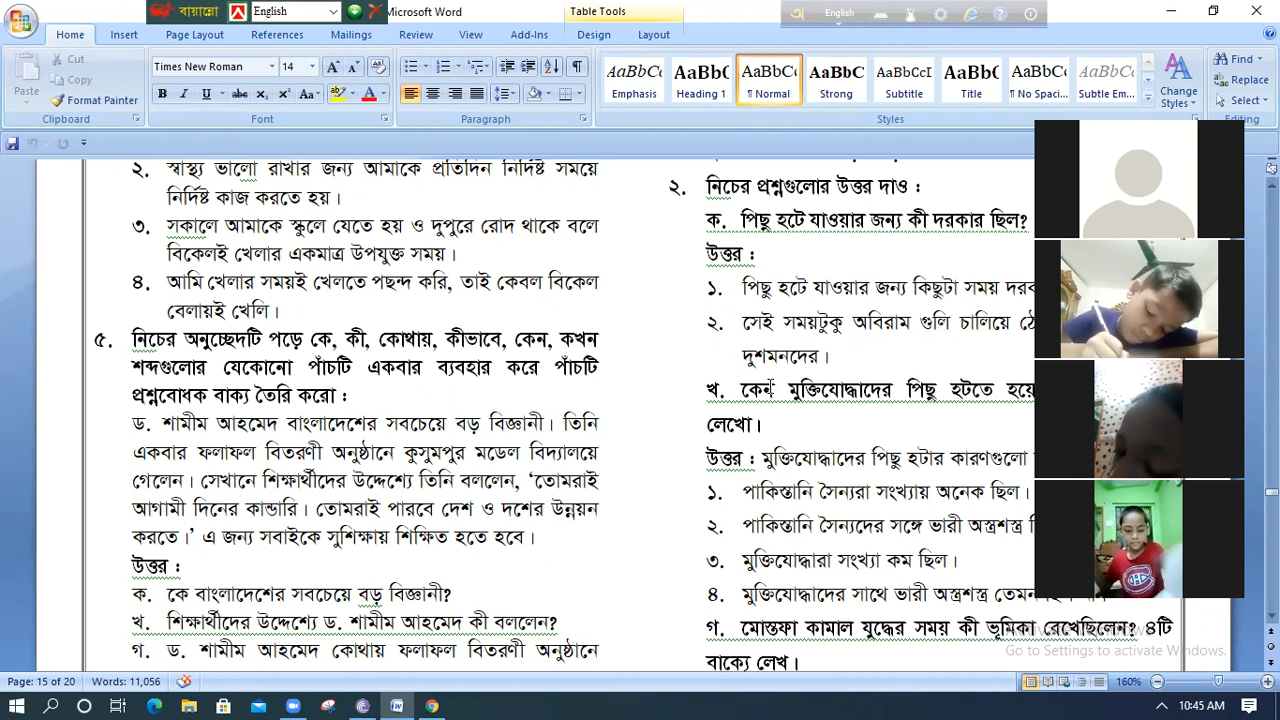 বায়ান্নো
English
Microsoft Word
Table Tools
English
Home
Insert
Page Layout
References
Mailings
Review
View
Add-Ins
Design
Layout
Paste
Cut
Copy
Format Painter
Times New Roman
14
AaBbCc
AaBbC
AaBbCc
AaBbC
AaBbCcI
AaBbC
AaBbCc
AaBbCc
Emphasis
Heading 1
¶ Normal
Strong
Subtitle
Title
¶ No Spaci...
Subtle Em...
Change Styles
Find
Replace
Select
Clipboard
Font
Paragraph
Styles
Editing
২. স্বাস্থ্য ভালো রাখার জন্য আমাকে প্রতিদিন নির্দিষ্ট সময়ে
নির্দিষ্ট কাজ করতে হয়।
৩. সকালে আমাকে স্কুলে যেতে হয় ও দুপুরে রোদ থাকে বলে
বিকেলই খেলার একমাত্র উপযুক্ত সময়।
৪. আমি খেলার সময়ই খেলতে পছন্দ করি, তাই কেবল বিকেল
বেলায়ই খেলি।
৫. নিচের অনুচ্ছেদটি পড়ে কে, কী, কোথায়, কীভাবে, কেন, কখন
শব্দগুলোর যেকোনো পাঁচটি একবার ব্যবহার করে পাঁচটি
প্রশ্নবোধক বাক্য তৈরি করো :
ড. শামীম আহমেদ বাংলাদেশের সবচেয়ে বড় বিজ্ঞানী। তিনি
একবার ফলাফল বিতরণী অনুষ্ঠানে কুসুমপুর মডেল বিদ্যালয়ে
গেলেন। সেখানে শিক্ষার্থীদের উদ্দেশ্যে তিনি বললেন, ‘তোমরাই
আগামী দিনের কান্ডারি। তোমরাই পারবে দেশ ও দশের উন্নয়ন
করতে।’ এ জন্য সবাইকে সুশিক্ষায় শিক্ষিত হতে হবে।
উত্তর :
ক. কে বাংলাদেশের সবচেয়ে বড় বিজ্ঞানী?
খ. শিক্ষার্থীদের উদ্দেশ্যে ড. শামীম আহমেদ কী বললেন?
গ. ড. শামীম আহমেদ কোথায় ফলাফল বিতরণী অনুষ্ঠানে
২. নিচের প্রশ্নগুলোর উত্তর দাও :
ক. পিছু হটে যাওয়ার জন্য কী দরকার ছিল?
উত্তর :
১. পিছু হটে যাওয়ার জন্য কিছুটা সময়
২. সেই সময়টুকু অবিরাম গুলি চালিয়ে
দুশমনদের।
খ. কেন মুক্তিযোদ্ধাদের পিছু হটতে
লেখো।
উত্তর : মুক্তিযোদ্ধাদের পিছু হটার কারণগুলো
১. পাকিস্তানি সৈন্যরা সংখ্যায় অনেক ছিল।
২. পাকিস্তানি সৈন্যদের সঙ্গে ভারী অস্ত্রশস্ত্র
৩. মুক্তিযোদ্ধারা সংখ্যা কম ছিল।
৪. মুক্তিযোদ্ধাদের সাথে ভারী অস্ত্রশস্ত্র
গ. মোস্তফা কামাল যুদ্ধের সময় কী ভূমিকা রেখেছিলেন? ৪টি
বাক্যে লেখ।
Go to Settings to activate Windows.
Page: 15 of 20
Words: 11,056
160%
10:45 AM